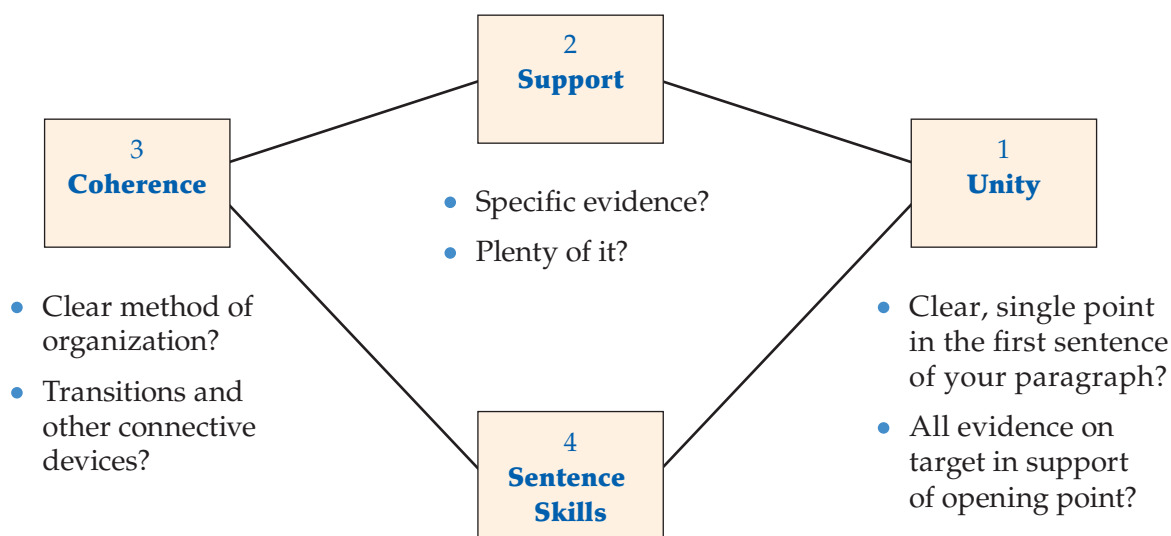 2
Support
3
Coherence
1
Unity
• Specific evidence?
• Plenty of it?
• Clear method of
organization?
• Transitions and
other connective
devices?
• Clear, single point
in the first sentence
of your paragraph?
• All evidence on
target in support
of opening point?
4
Sentence
Skills